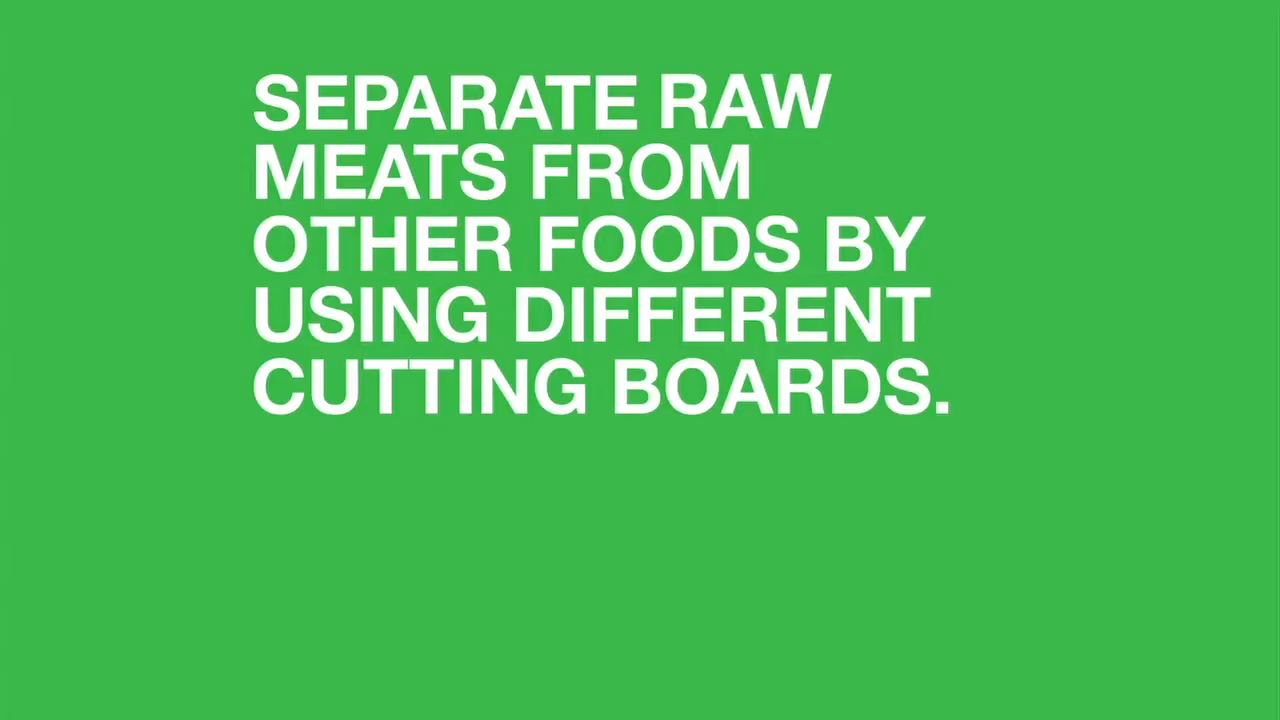 SEPARATE RAW
MEATS FROM
OTHER FOODS BY
USING DIFFERENT
CUTTING BOARDS.